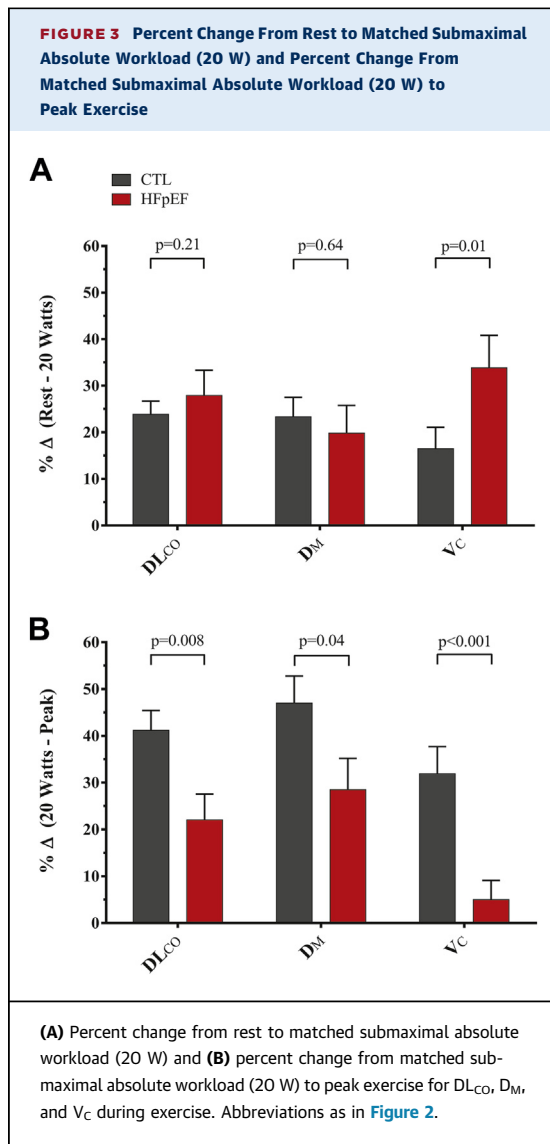 FIGURE 3 Percent Change From Rest to Matched Submaximal
Absolute Workload (20 W) and Percent Change From
Matched Submaximal Absolute Workload (20 W) to
Peak Exercise
A
CTL
HFpEF
p=0.21
p=0.64
p=0.01
60
50
40
30
20
10
0
% Δ (Rest - 20 Watts)
DLCO
DM
VC
B
p=0.008
p=0.04
p<0.001
60
50
40
30
20
10
0
% Δ (20 Watts - Peak)
DLCO
DM
VC
(A) Percent change from rest to matched submaximal absolute
workload (20 W) and (B) percent change from matched sub-
maximal absolute workload (20 W) to peak exercise for DLCO, DM,
and VC during exercise. Abbreviations as in Figure 2.